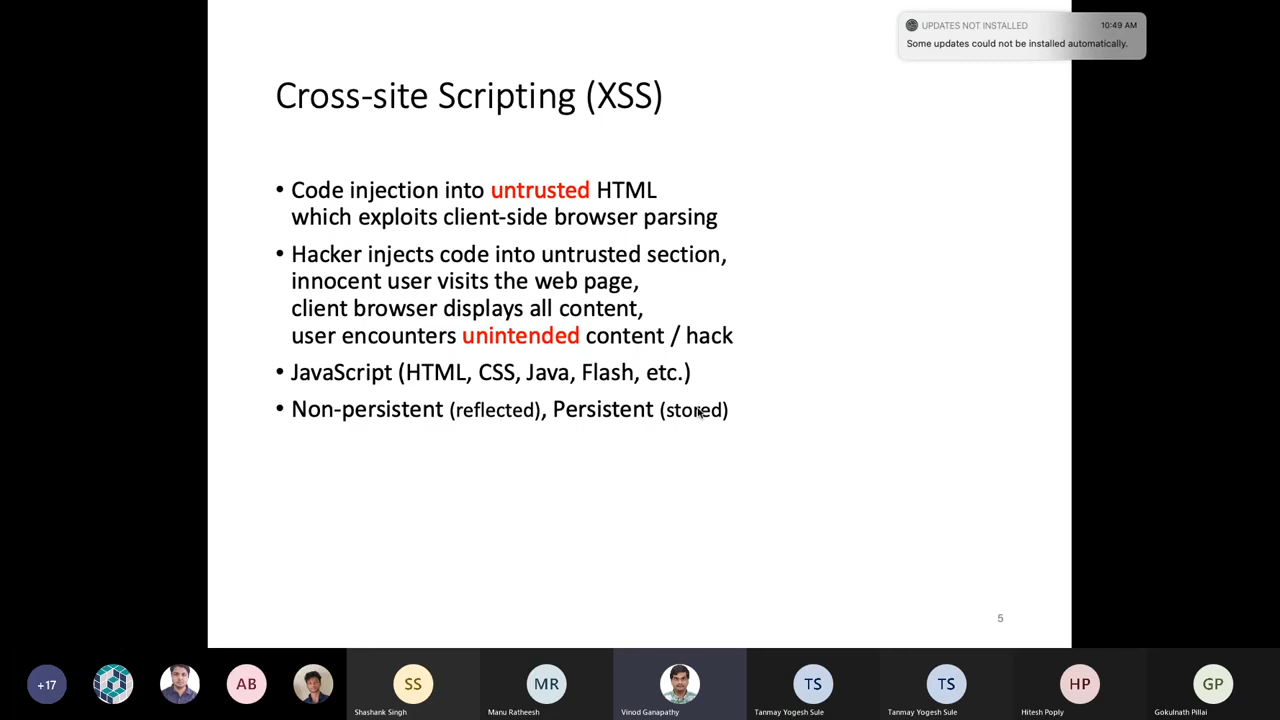 UPDATES NOT INSTALLED 10:49 AM
Some updates could not be installed automatically.
Cross-site Scripting (XSS)
• Code injection into untrusted HTML
which exploits client-side browser parsing
• Hacker injects code into untrusted section,
innocent user visits the web page,
client browser displays all content,
user encounters unintended content / hack
• JavaScript (HTML, CSS, Java, Flash, etc.)
• Non-persistent (reflected), Persistent (stored)
5
+17
AB
SS
MR
TS
TS
HP
GP
Shashank Singh
Manu Ratheesh
Vinod Ganapathy
Tanmay Yogesh Sule
Tanmay Yogesh Sule
Hitesh Poply
Gokulnath Pillai